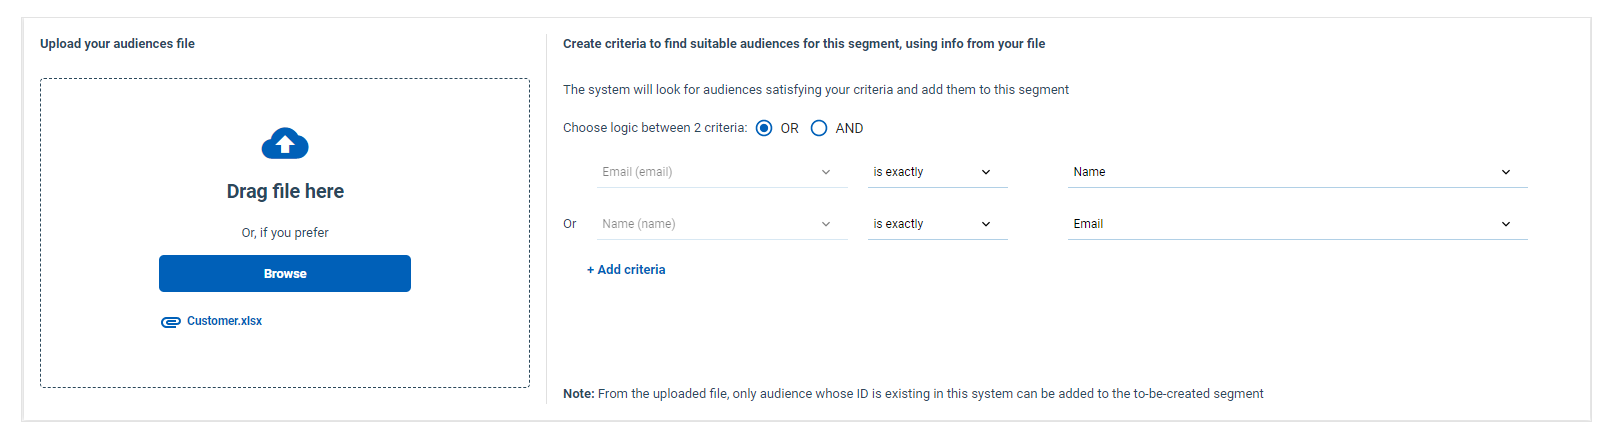 Upload your audiences file
Drag file here
Or, if you prefer
Browse
Customer.xlsx
Create criteria to find suitable audiences for this segment, using info from your file
The system will look for audiences satisfying your criteria and add them to this segment
Choose logic between 2 criteria: OR AND
Email (email) is exactly Name
Or Name (name) is exactly Email
+ Add criteria
Note: From the uploaded file, only audience whose ID is existing in this system can be added to the to-be-created segment